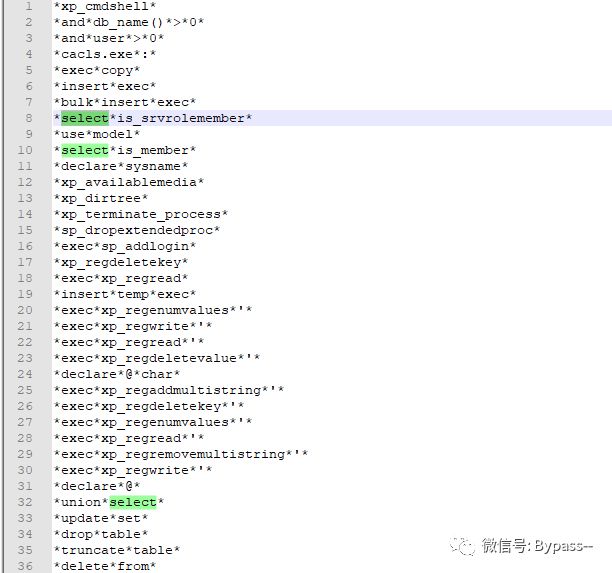 1 *xp_cmdshell*
2 *and*db_name()*>*0*
3 *and*user*>*0*
4 *cacls.exe*:*
5 *exec*copy*
6 *insert*exec*
7 *bulk*insert*exec*
8 *select*is_srvrolemember*
9 *use*model*
10 *select*is_member*
11 *declare*sysname*
12 *xp_availablemedia*
13 *xp_dirtree*
14 *xp_terminate_process*
15 *sp_dropextendedproc*
16 *exec*sp_addlogin*
17 *xp_regdeletekey*
18 *exec*xp_regread*
19 *insert*temp*exec*
20 *exec*xp_regenumvalues*'*
21 *exec*xp_regwrite*'*
22 *exec*xp_regread*'*
23 *exec*xp_regdeletevalue*'*
24 *declare*@*char*
25 *exec*xp_regaddmultistring*'*
26 *exec*xp_regdeletekey*'*
27 *exec*xp_regenumvalues*'*
28 *exec*xp_regread*'*
29 *exec*xp_regremovemultistring*'*
30 *exec*xp_regwrite*'*
31 *declare*@*
32 *union*select*
33 *update*set*
34 *drop*table*
35 *truncate*table*
36 *delete*from*
微信号: Bypass--